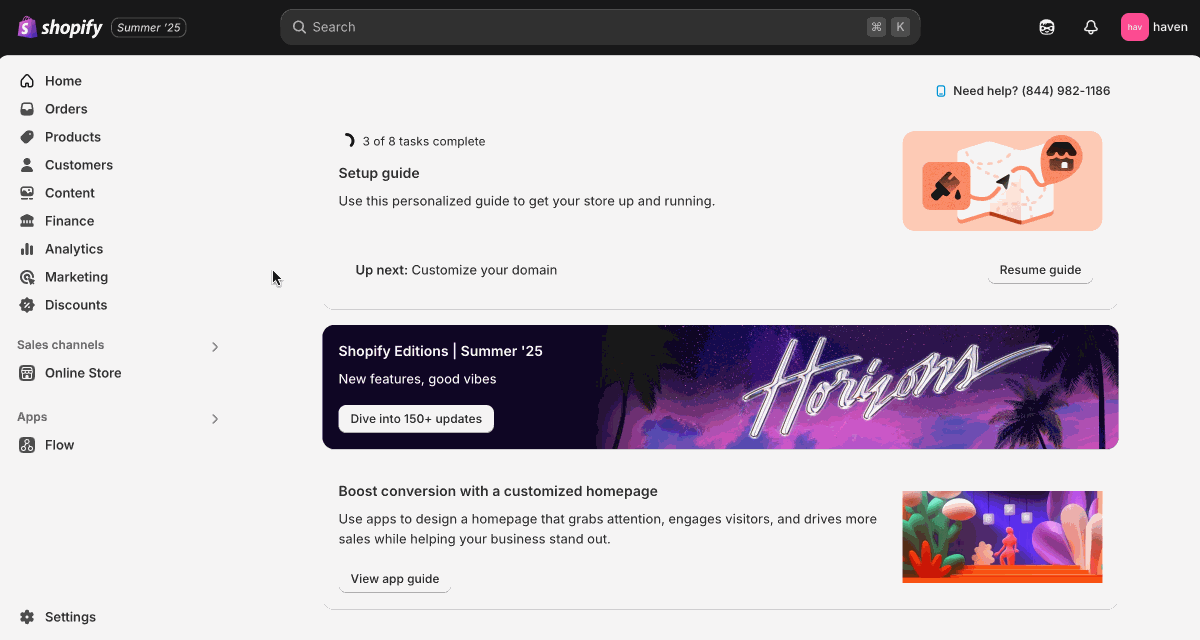 shopify
Summer '25
Search
⌘ K
hav
haven
Home
Orders
Products
Customers
Content
Finance
Analytics
Marketing
Discounts
Sales channels
Online Store
Apps
Flow
Settings
Need help? (844) 982-1186
3 of 8 tasks complete
Setup guide
Use this personalized guide to get your store up and running.
Up next: Customize your domain
Resume guide
Shopify Editions | Summer '25
New features, good vibes
Dive into 150+ updates
Horizons
Boost conversion with a customized homepage
Use apps to design a homepage that grabs attention, engages visitors, and drives more
sales while helping your business stand out.
View app guide